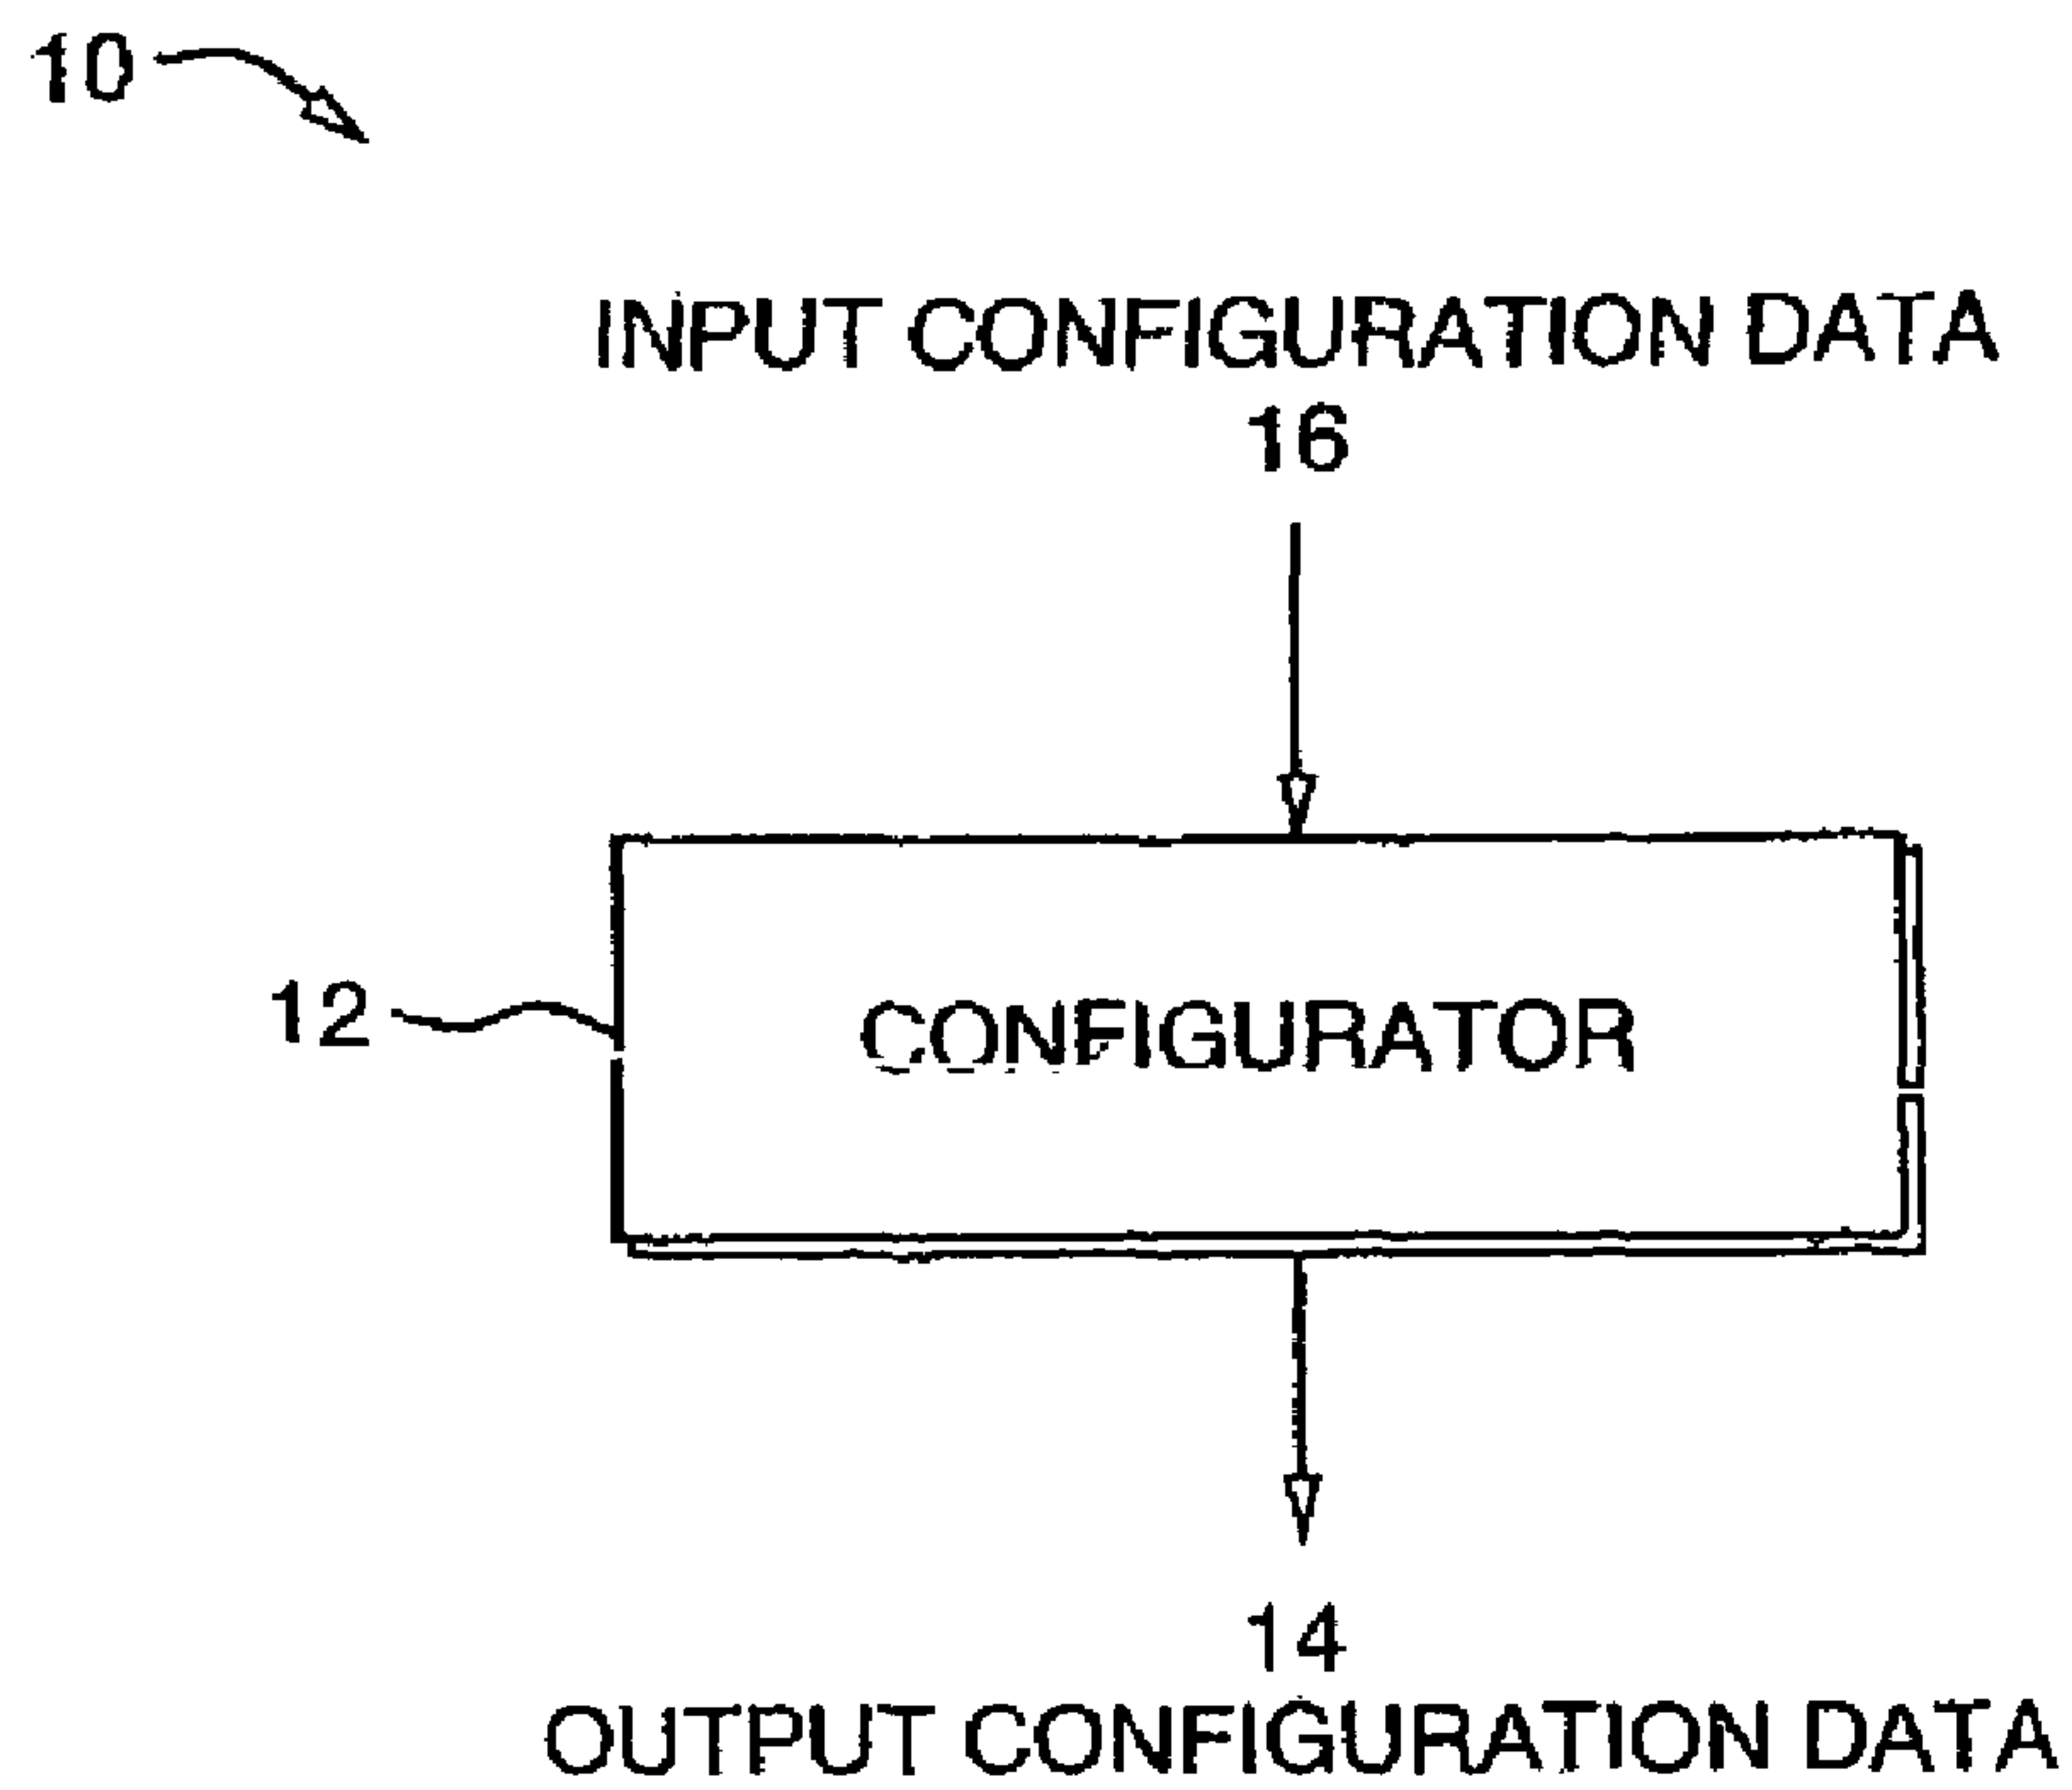 10
INPUT CONFIGURATION DATA
16
12
CONFIGURATOR
14
OUTPUT CONFIGURATION DATA